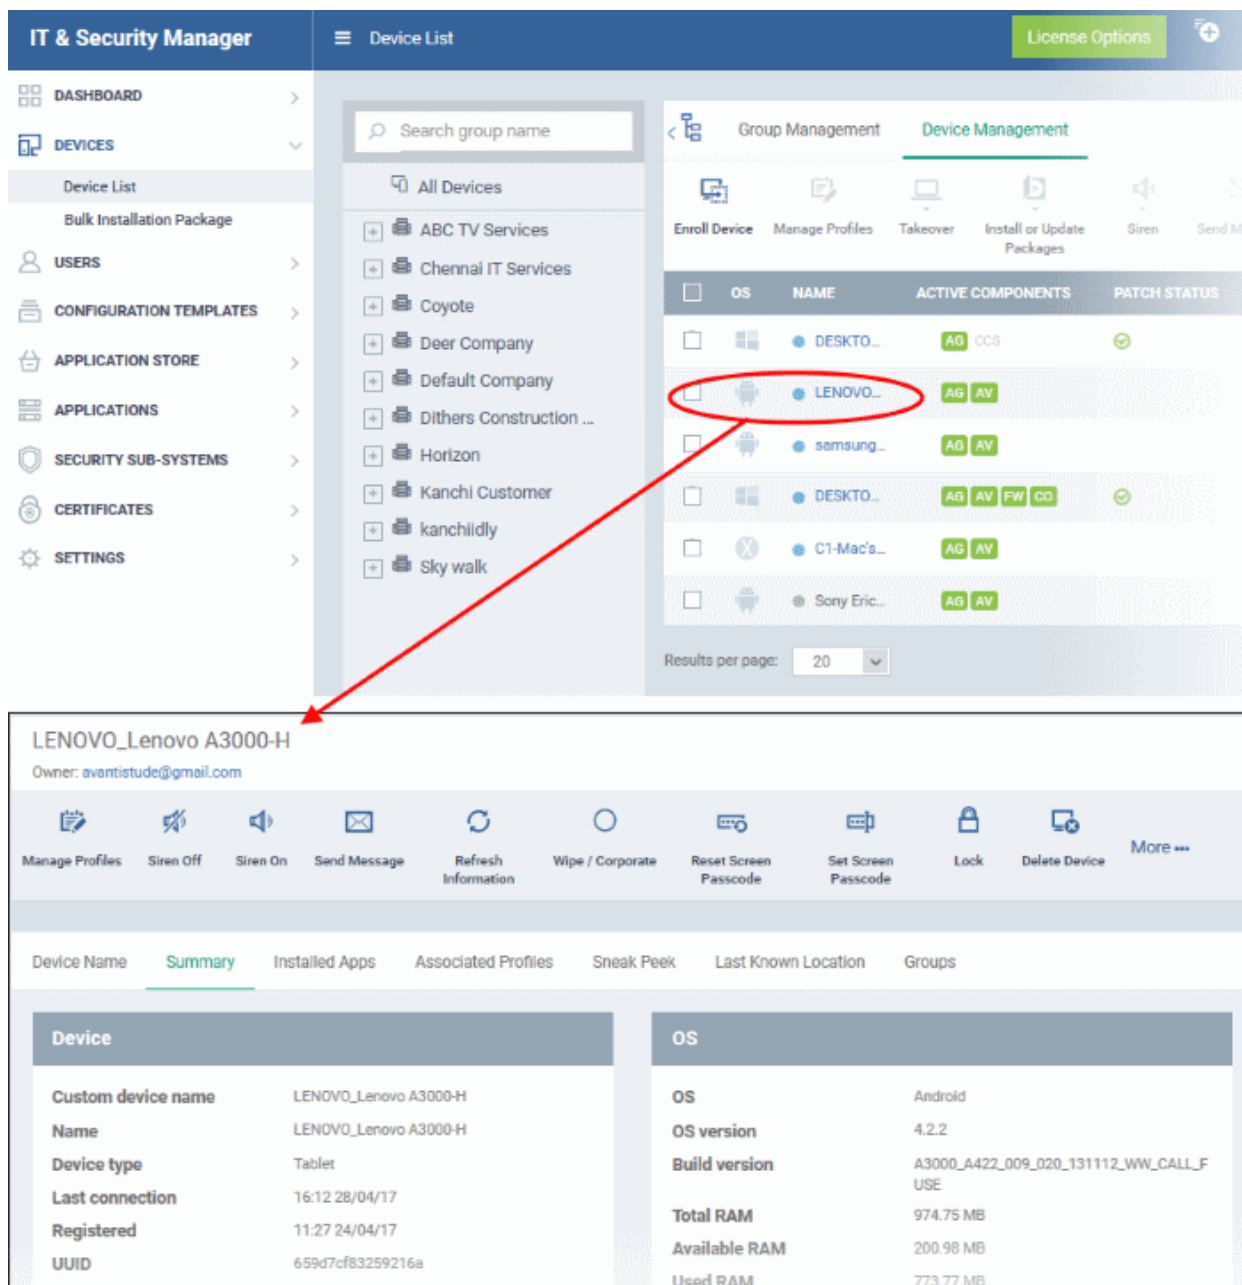 IT & Security Manager
Device List
License Options
DASHBOARD
DEVICES
Device List
Bulk Installation Package
USERS
CONFIGURATION TEMPLATES
APPLICATION STORE
APPLICATIONS
SECURITY SUB-SYSTEMS
CERTIFICATES
SETTINGS
Search group name
All Devices
ABC TV Services
Chennai IT Services
Coyote
Deer Company
Default Company
Dithers Construction ...
Horizon
Kanchi Customer
kanchiidly
Sky walk
Group Management Device Management
Enroll Device Manage Profiles Takeover Install or Update Packages Siren Send M
OS NAME ACTIVE COMPONENTS PATCH STATUS
DESKTO... AG CCS
LENOVO... AG AV
samsung... AG AV
DESKTO... AG AV FW CO
C1-Mac's... AG AV
Sony Eric... AG AV
Results per page: 20
LENOVO_Lenovo A3000-H
Owner: avantistude@gmail.com
Manage Profiles Siren Off Siren On Send Message Refresh Information Wipe / Corporate Reset Screen Passcode Set Screen Passcode Lock Delete Device More
Device Name Summary Installed Apps Associated Profiles Sneak Peek Last Known Location Groups
Device
Custom device name LENOVO_Lenovo A3000-H
Name LENOVO_Lenovo A3000-H
Device type Tablet
Last connection 16:12 28/04/17
Registered 11:27 24/04/17
UUID 659d7cf83259216a
OS
OS Android
OS version 4.2.2
Build version A3000_A422_009_020_131112_WW_CALL_F
USE
Total RAM 974.75 MB
Available RAM 200.98 MB
Used RAM 773.77 MB